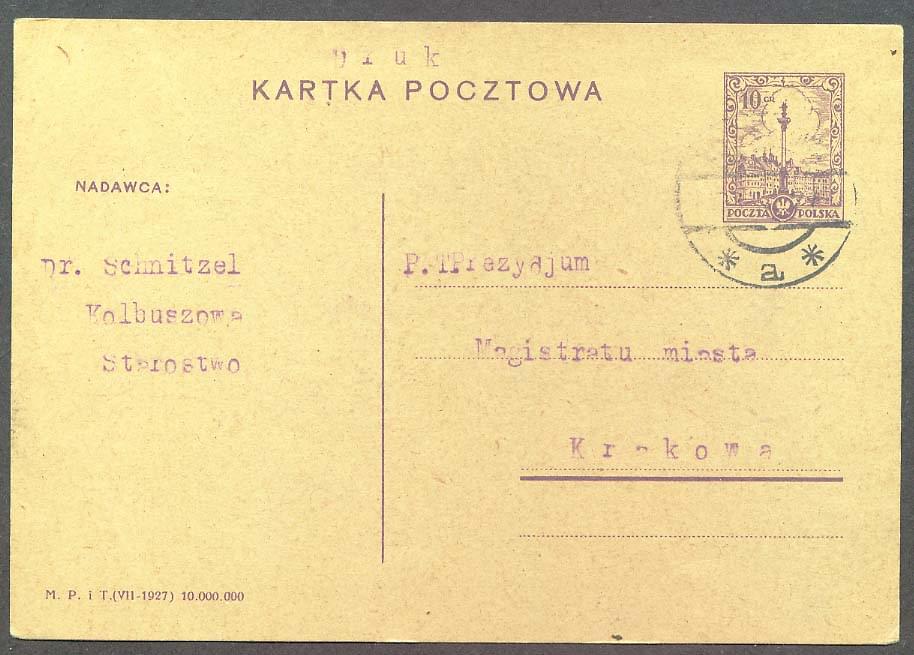 Druk
KARTKA POCZTOWA
10 GR
POCZTA POLSKA
NADAWCA:
Dr. Schnitzel
Kolbuszowa
Starostwo
P.TPrezydjum
Magistratu miasta
Krakowa
* a *
M. P. i T.(VII-1927) 10.000.000